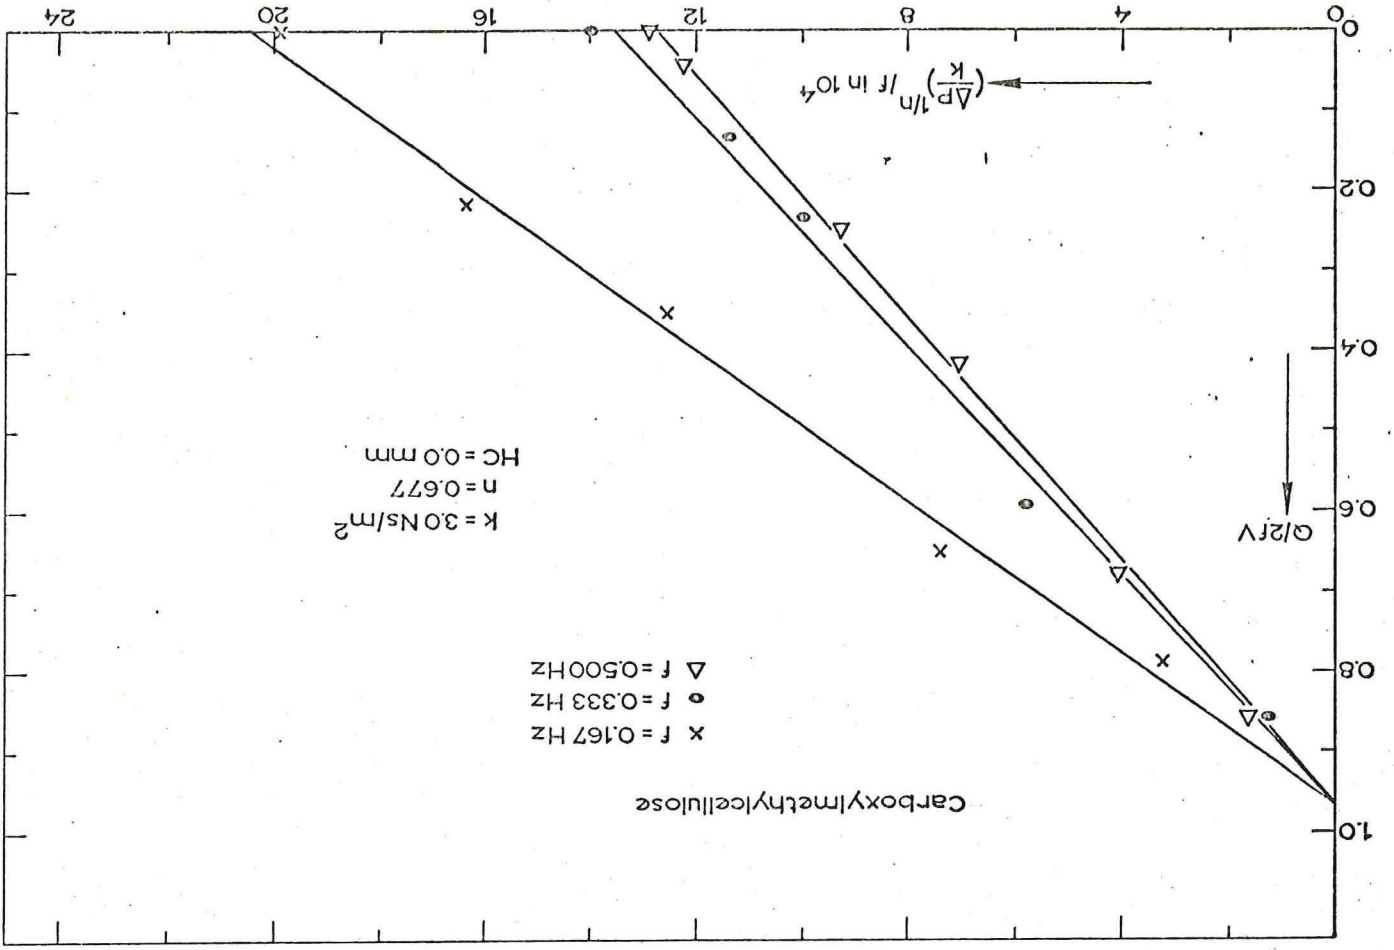 Carboxylmethylcellulose
x f = 0.167 Hz
● f = 0.333 Hz
▽ f = 0.500 Hz
k = 3.0 Ns/m²
n = 0.677
HC = 0.0 mm
Q/2fV
1.0
0.8
0.6
0.4
0.2
0
(ΔP/k)^1/n /f in 10⁴
0
4
8
12
16
20
24